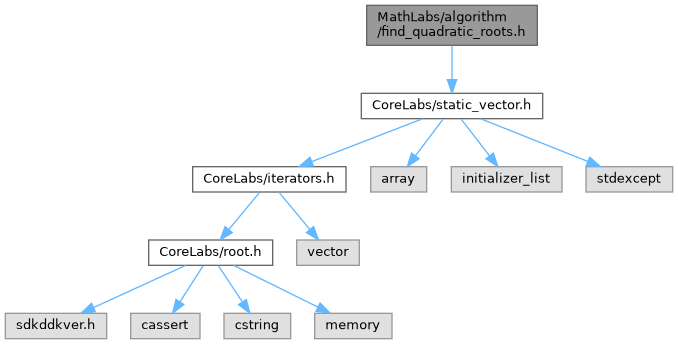 MathLabs/algorithm
/find_quadratic_roots.h
CoreLabs/static_vector.h
CoreLabs/iterators.h
array
initializer_list
stdexcept
CoreLabs/root.h
vector
sdkddkver.h
cassert
cstring
memory